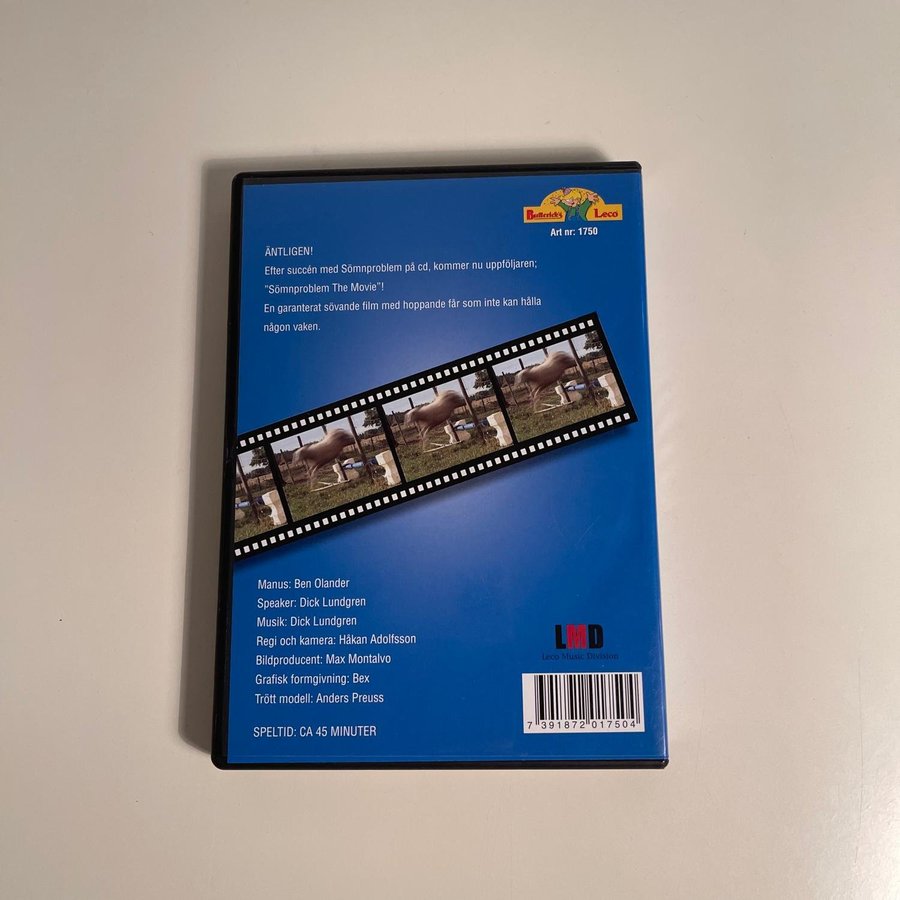 Butterick's Leco
Art nr: 1750
ÄNTLIGEN!
Efter succén med Sömnproblem på cd, kommer nu uppföljaren;
"Sömnproblem The Movie"!
En garanterat sövande film med hoppande får som inte kan hålla
någon vaken.
Manus: Ben Olander
Speaker: Dick Lundgren
Musik: Dick Lundgren
Regi och kamera: Håkan Adolfsson
Bildproducent: Max Montalvo
Grafisk formgivning: Bex
Trött modell: Anders Preuss
SPELTID: CA 45 MINUTER
LMD
Leco Music Division
7 391872 017504